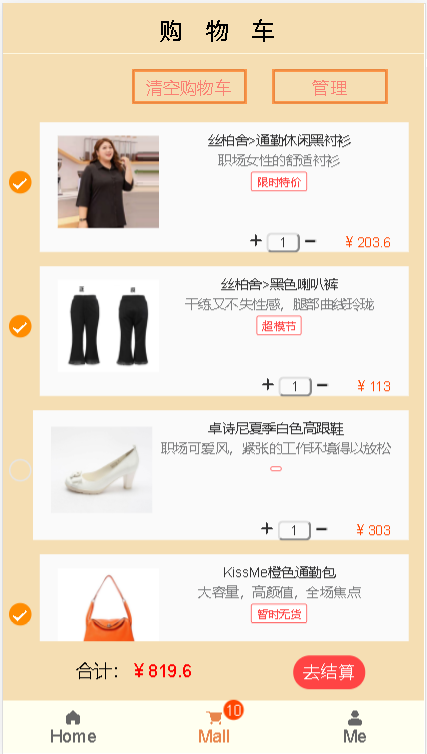 购 物 车
清空购物车 管理
丝柏舍>通勤休闲黑衬衫
职场女性的舒适衬衫
限时特价
+ 1 − ¥ 203.6
丝柏舍>黑色喇叭裤
干练又不失性感，腿部曲线玲珑
超模节
+ 1 − ¥ 113
卓诗尼夏季白色高跟鞋
职场可爱风，紧张的工作环境得以放松
+ 1 − ¥ 303
KissMe橙色通勤包
大容量，高颜值，全场焦点
暂时无货
合计： ¥ 819.6 去结算
10
Home Mall Me